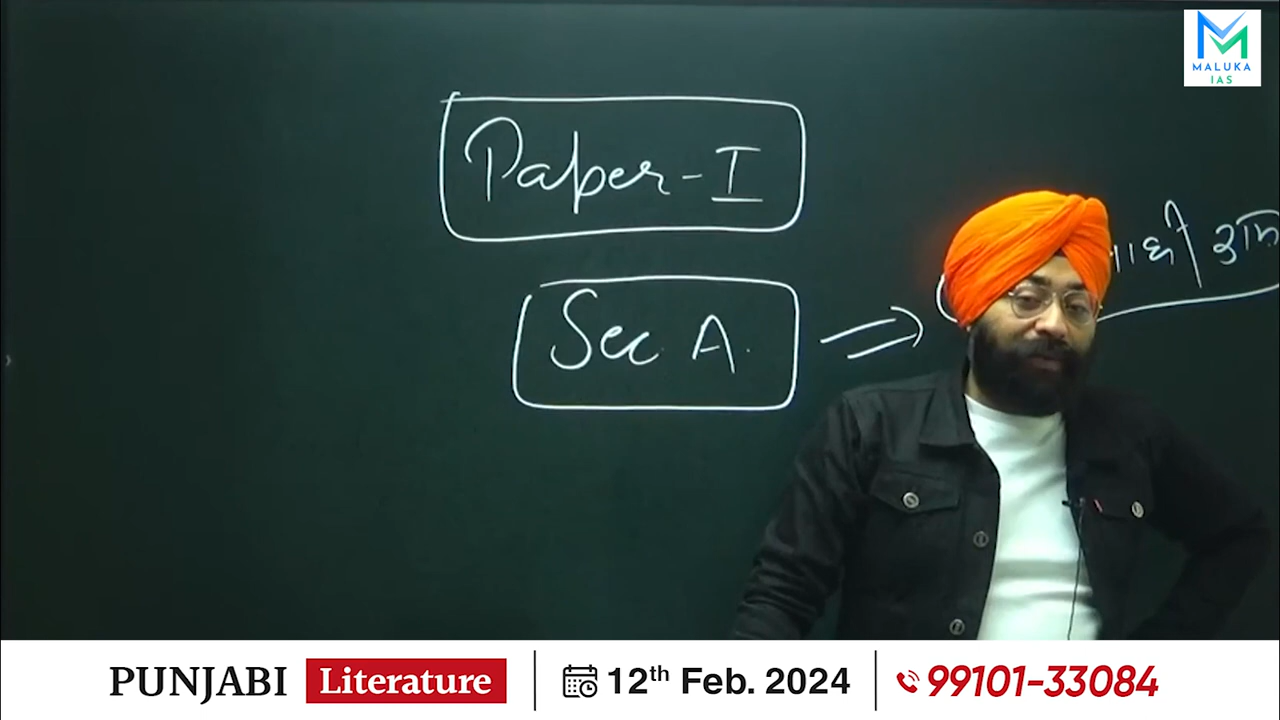 MALUKA
IAS
Paper-I
Sec A.
PUNJABI Literature
12th Feb. 2024
99101-33084